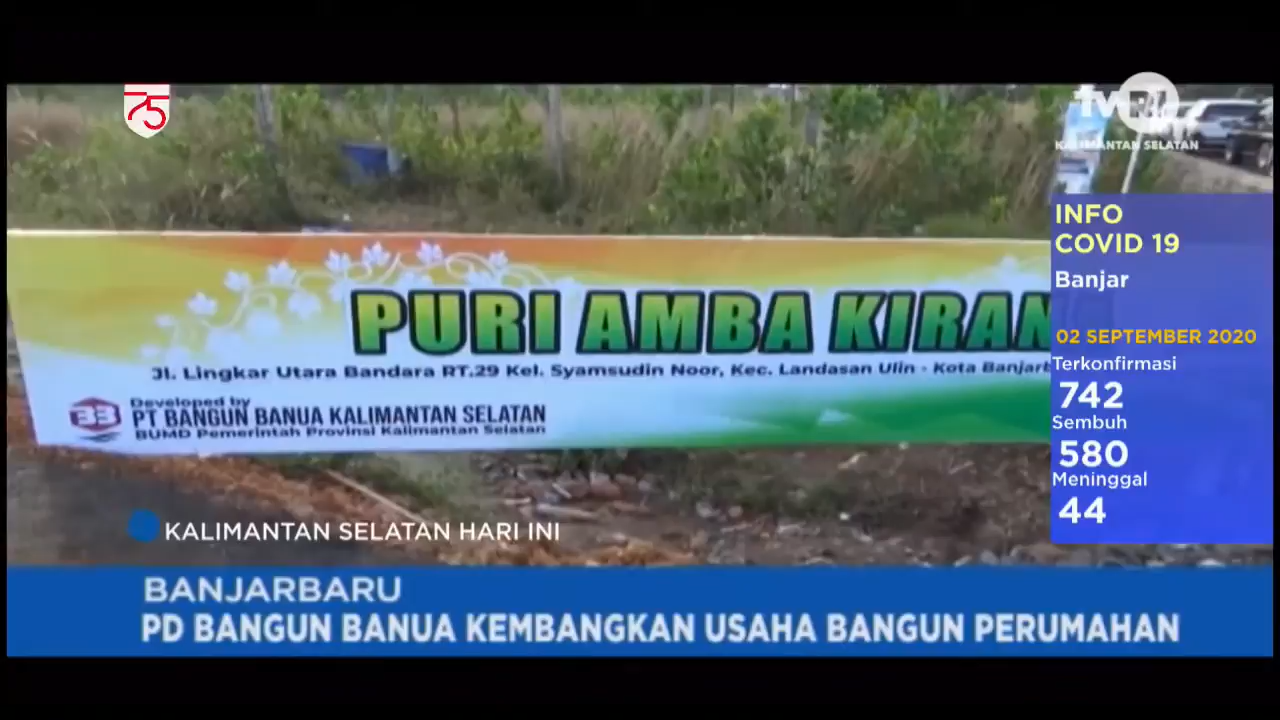 75
tvRI
KALIMANTAN SELATAN
INFO
COVID 19
Banjar
02 SEPTEMBER 2020
Terkonfirmasi
742
Sembuh
580
Meninggal
44
PURI AMBA KIRAN
Jl. Lingkar Utara Bandara RT.29 Kel. Syamsudin Noor, Kec. Landasan Ulin - Kota Banjarb
Developed by
PT BANGUN BANUA KALIMANTAN SELATAN
BUMD Pemerintah Provinsi Kalimantan Selatan
KALIMANTAN SELATAN HARI INI
BANJARBARU
PD BANGUN BANUA KEMBANGKAN USAHA BANGUN PERUMAHAN